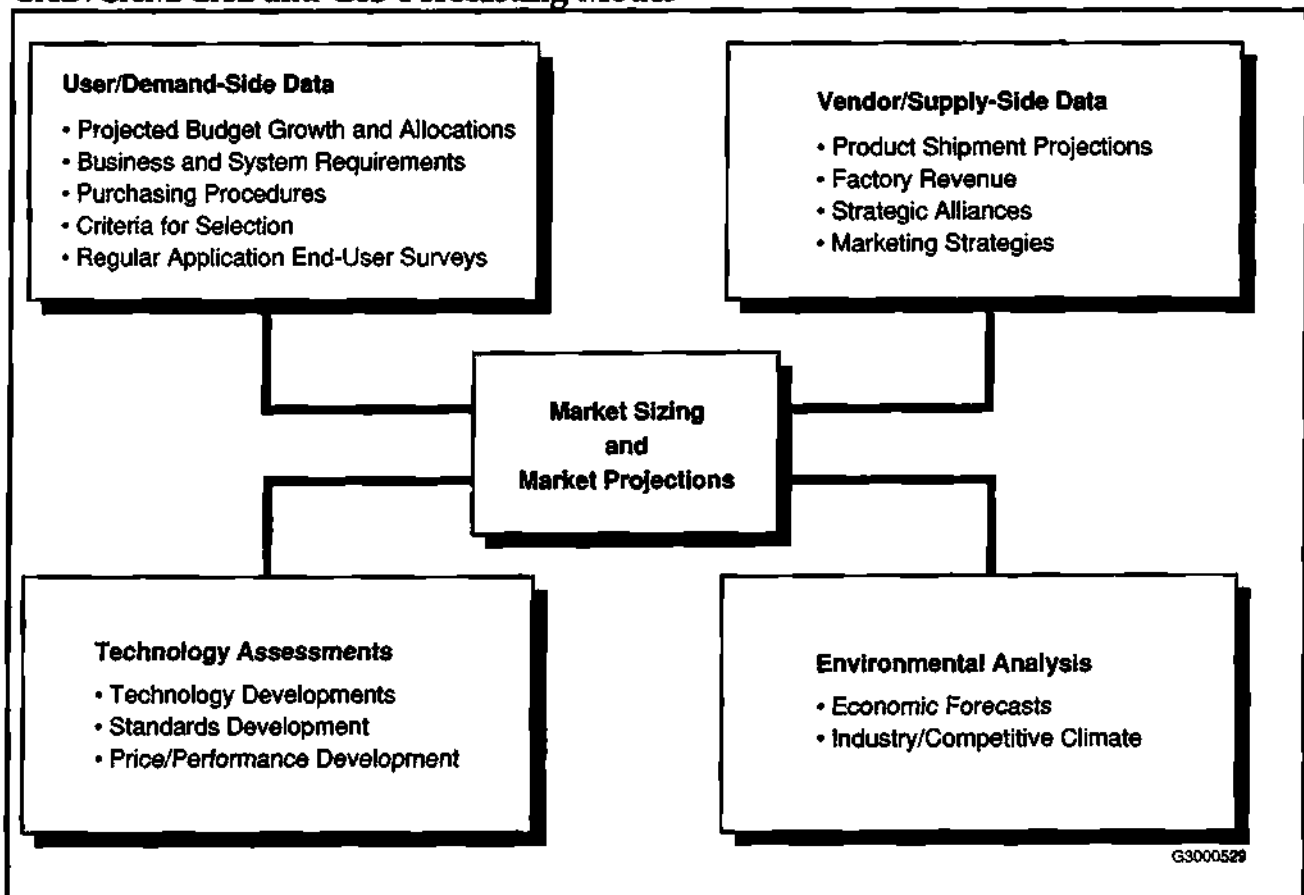 User/Demand-Side Data
• Projected Budget Growth and Allocations
• Business and System Requirements
• Purchasing Procedures
• Criteria for Selection
• Regular Application End-User Surveys
Vendor/Supply-Side Data
• Product Shipment Projections
• Factory Revenue
• Strategic Alliances
• Marketing Strategies
Market Sizing
and
Market Projections
Technology Assessments
• Technology Developments
• Standards Development
• Price/Performance Development
Environmental Analysis
• Economic Forecasts
• Industry/Competitive Climate
G3000529